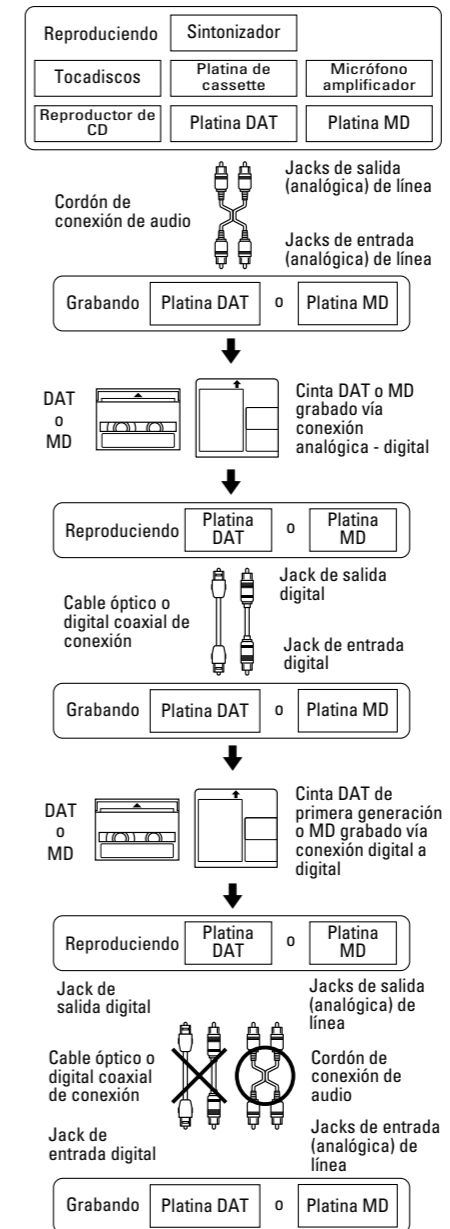 Reproduciendo
Sintonizador
Tocadiscos
Platina de
cassette
Micrófono
amplificador
Reproductor de
CD
Platina DAT
Platina MD
Cordón de
conexión de audio
Jacks de salida
(analógica) de línea
Jacks de entrada
(analógica) de línea
Grabando
Platina DAT
o
Platina MD
DAT
o
MD
Cinta DAT o MD
grabado vía
conexión
analógica - digital
Reproduciendo
Platina
DAT
o
Platina
MD
Cable óptico o
digital coaxial de
conexión
Jack de salida
digital
Jack de entrada
digital
Grabando
Platina DAT
o
Platina MD
DAT
o
MD
Cinta DAT de
primera generación
o MD grabado vía
conexión digital a
digital
Reproduciendo
Platina
DAT
o
Platina
MD
Jack de
salida digital
Jacks de salida
(analógica) de
línea
Cable óptico o
digital coaxial
de conexión
Cordón de
conexión de
audio
Jack de
entrada digital
Jacks de entrada
(analógica) de
línea
Grabando
Platina DAT
o
Platina MD